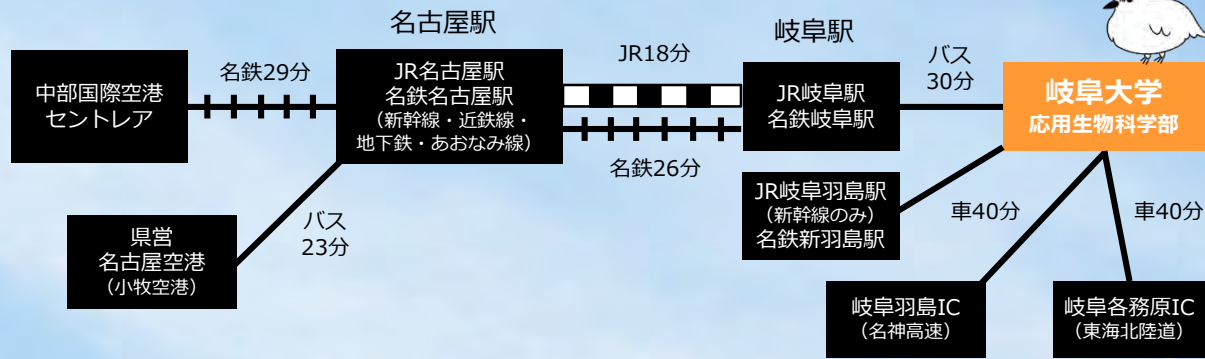 名古屋駅
岐阜駅
中部国際空港
セントレア
名鉄29分
JR名古屋駅
名鉄名古屋駅
（新幹線・近鉄線・
地下鉄・あおなみ線）
JR18分
名鉄26分
JR岐阜駅
名鉄岐阜駅
バス
30分
岐阜大学
応用生物科学部
県営
名古屋空港
（小牧空港）
バス
23分
JR岐阜羽島駅
（新幹線のみ）
名鉄新羽島駅
車40分
車40分
岐阜羽島IC
（名神高速）
岐阜各務原IC
（東海北陸道）